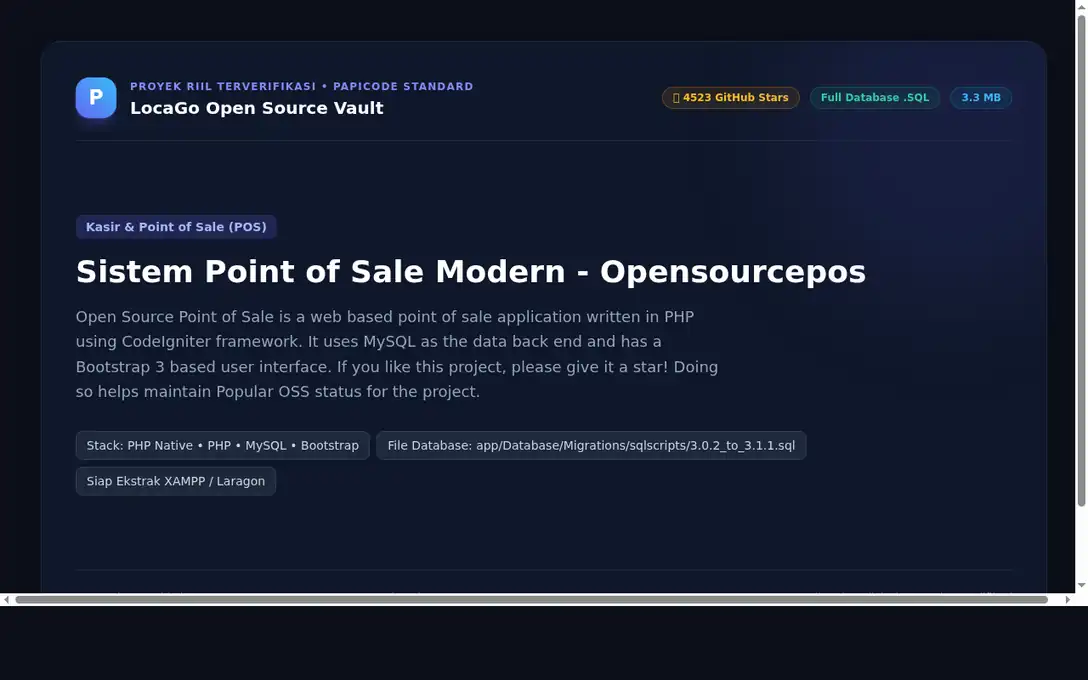 P
PROYEK RIIL TERVERIFIKASI • PAPICODE STANDARD
LocaGo Open Source Vault
4523 GitHub Stars
Full Database .SQL
3.3 MB
Kasir & Point of Sale (POS)
Sistem Point of Sale Modern - Opensourcepos
Open Source Point of Sale is a web based point of sale application written in PHP
using CodeIgniter framework. It uses MySQL as the data back end and has a
Bootstrap 3 based user interface. If you like this project, please give it a star! Doing
so helps maintain Popular OSS status for the project.
Stack: PHP Native • PHP • MySQL • Bootstrap
File Database: app/Database/Migrations/sqlscripts/3.0.2_to_3.1.1.sql
Siap Ekstrak XAMPP / Laragon